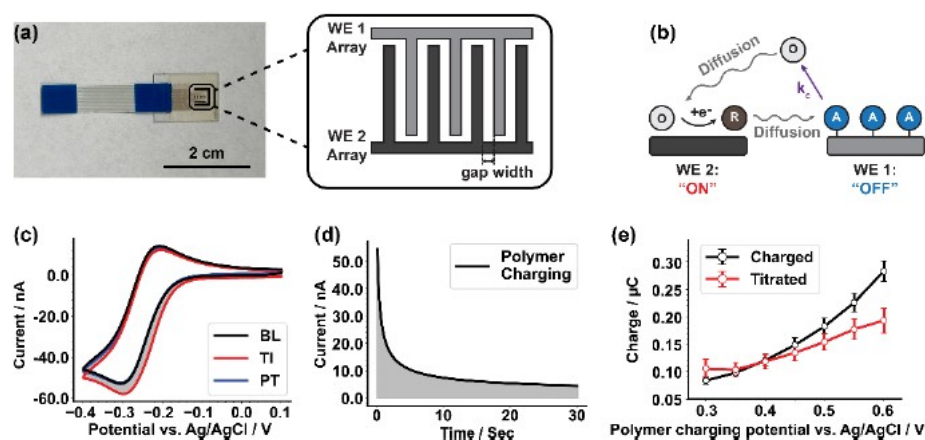 (a)
2 cm
WE 1
Array
WE 2
Array
gap width
(b)
O
Diffusion
kc
O
+e-
R
Diffusion
A
A
A
WE 2:
"ON"
WE 1:
"OFF"
(c)
Current / nA
0.0
-20.0
-40.0
-60.0
−0.4
−0.3
−0.2
−0.1
0.0
0.1
Potential vs. Ag/AgCl / V
BL
TI
PT
(d)
Current / nA
50.0
40.0
30.0
20.0
10.0
0.0
0
10
20
30
Time / Sec
Polymer
Charging
(e)
Charge / µC
0.30
0.25
0.20
0.15
0.10
0.05
0.3
0.4
0.5
0.6
Polymer charging potential vs. Ag/AgCl / V
Charged
Titrated